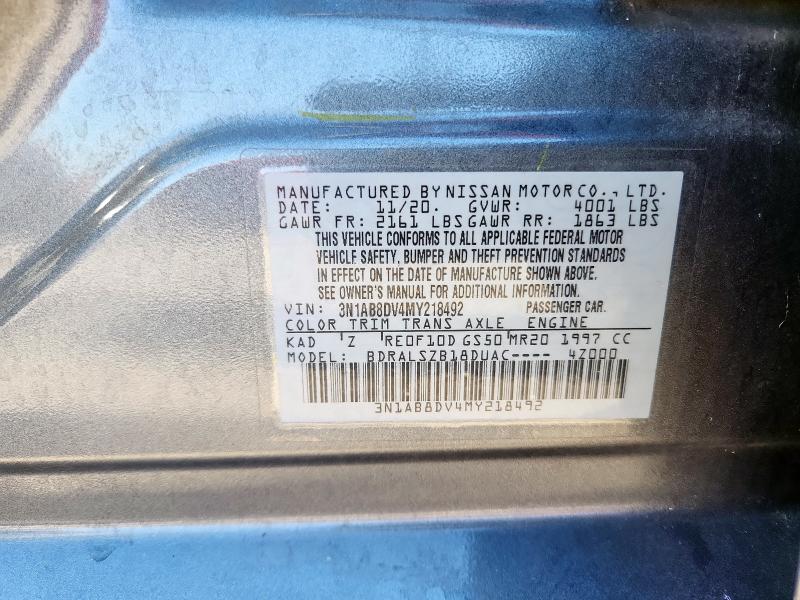 MANUFACTURED BY NISSAN MOTOR CO., LTD.
DATE: 11/20. GVWR: 4001 LBS
GAWR FR: 2161 LBS GAWR RR: 1863 LBS
THIS VEHICLE CONFORMS TO ALL APPLICABLE FEDERAL MOTOR
VEHICLE SAFETY, BUMPER AND THEFT PREVENTION STANDARDS
IN EFFECT ON THE DATE OF MANUFACTURE SHOWN ABOVE.
SEE OWNER'S MANUAL FOR ADDITIONAL INFORMATION.
VIN: 3N1AB8DV4MY218492 PASSENGER CAR.
COLOR TRIM TRANS AXLE ENGINE
KAD Z RE0F10D GS50 MR20 1997 CC
MODEL: BDRALSZB18DUAC---- 4Z000
3N1AB8DV4MY218492